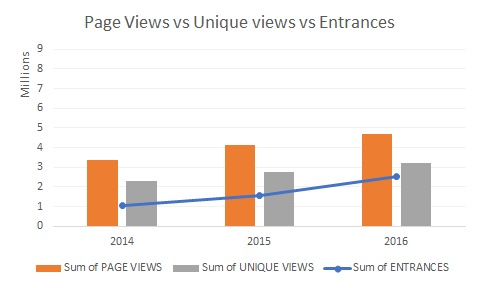 Page Views vs Unique views vs Entrances
Millions
9
8
7
6
5
4
3
2
1
0
2014 2015 2016
Sum of PAGE VIEWS Sum of UNIQUE VIEWS Sum of ENTRANCES